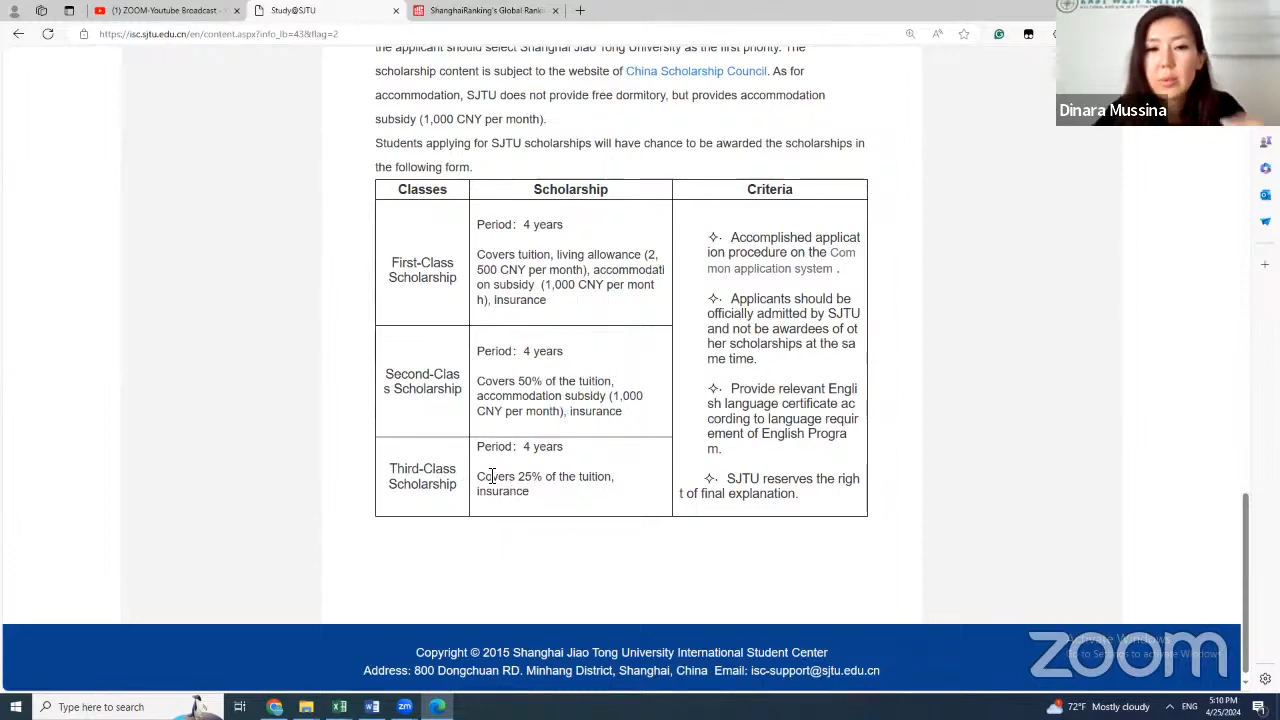 (1) ZOOM-Youtube Broadcast -
Study@SJTU
ShanghaiRanking's Global Rank
https://isc.sjtu.edu.cn/en/content.aspx?info_lb=43&flag=2
the applicant should select Shanghai Jiao Tong University as the first priority. The
scholarship content is subject to the website of China Scholarship Council. As for
accommodation, SJTU does not provide free dormitory, but provides accommodation
subsidy (1,000 CNY per month).
Students applying for SJTU scholarships will have chance to be awarded the scholarships in
the following form.
Classes
Scholarship
Criteria
First-Class
Scholarship
Period: 4 years
Covers tuition, living allowance (2,
500 CNY per month), accommodati
on subsidy (1,000 CNY per mont
h), insurance
Second-Clas
s Scholarship
Period: 4 years
Covers 50% of the tuition,
accommodation subsidy (1,000
CNY per month), insurance
Third-Class
Scholarship
Period: 4 years
Covers 25% of the tuition,
insurance
Accomplished applicat
ion procedure on the Com
mon application system .
Applicants should be
officially admitted by SJTU
and not be awardees of ot
her scholarships at the sa
me time.
Provide relevant Engli
sh language certificate ac
cording to language requir
ement of English Progra
m.
SJTU reserves the righ
t of final explanation.
Copyright © 2015 Shanghai Jiao Tong University International Student Center
Address: 800 Dongchuan RD. Minhang District, Shanghai, China Email: isc-support@sjtu.edu.cn
Dinara Mussina
Activate Windows
Go to Settings to activate Windows.
zoom
Type here to search
72°F Mostly cloudy
ENG
5:10 PM
4/25/2024